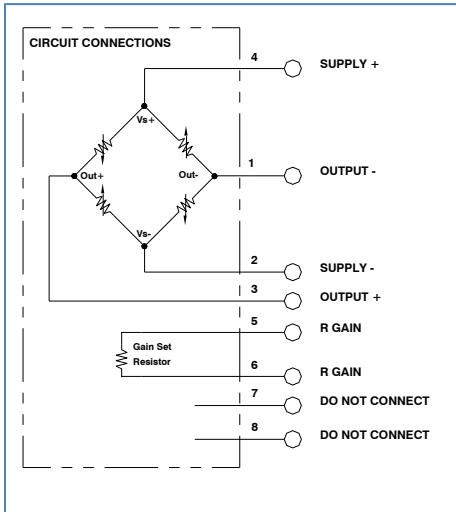 CIRCUIT CONNECTIONS
4
SUPPLY +
Vs+
1
Out+
Out-
OUTPUT -
Vs-
2
SUPPLY -
3
OUTPUT +
5
R GAIN
Gain Set
Resistor
6
R GAIN
7
DO NOT CONNECT
8
DO NOT CONNECT